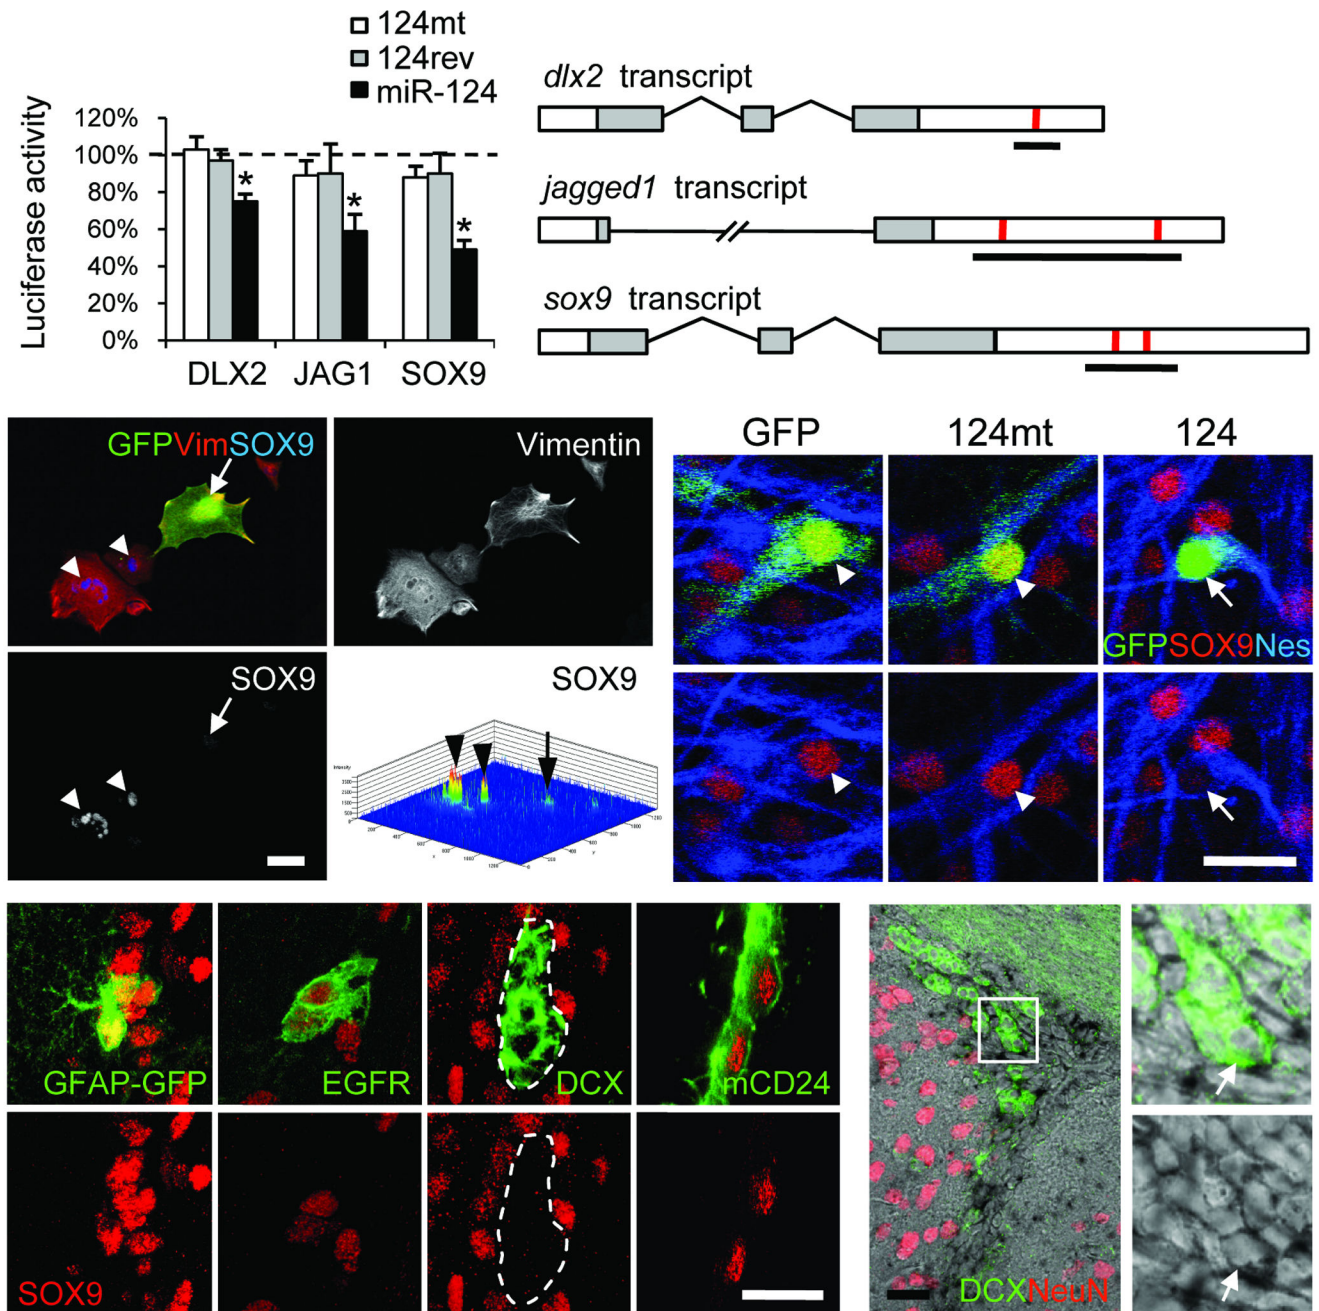 124mt
124rev
miR-124
Luciferase activity
120%
100%
80%
60%
40%
20%
0%
* * *
DLX2 JAG1 SOX9
dlx2 transcript
jagged1 transcript
sox9 transcript
GFPVimSOX9
Vimentin
SOX9
SOX9
GFP 124mt 124
GFPSOX9Nes
GFAP-GFP
EGFR
DCX
mCD24
SOX9
DCXNeuN